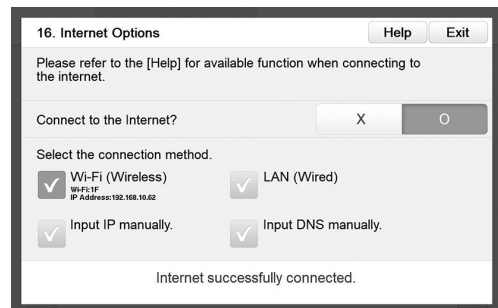 16. Internet Options
Help
Exit
Please refer to the [Help] for available function when connecting to
the internet.
Connect to the Internet?
X
O
Select the connection method.
Wi-Fi (Wireless)
LAN (Wired)
Wi-Fi:1F
IP Address:192.168.10.62
Input IP manually.
Input DNS manually.
Internet successfully connected.